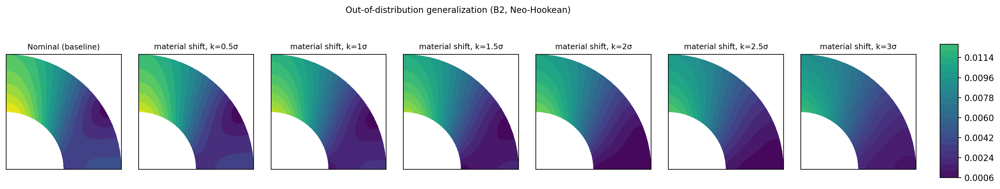 Out-of-distribution generalization (B2, Neo-Hookean)
Nominal (baseline)
material shift, k=0.5σ
material shift, k=1σ
material shift, k=1.5σ
material shift, k=2σ
material shift, k=2.5σ
material shift, k=3σ
0.0114
0.0096
0.0078
0.0060
0.0042
0.0024
0.0006